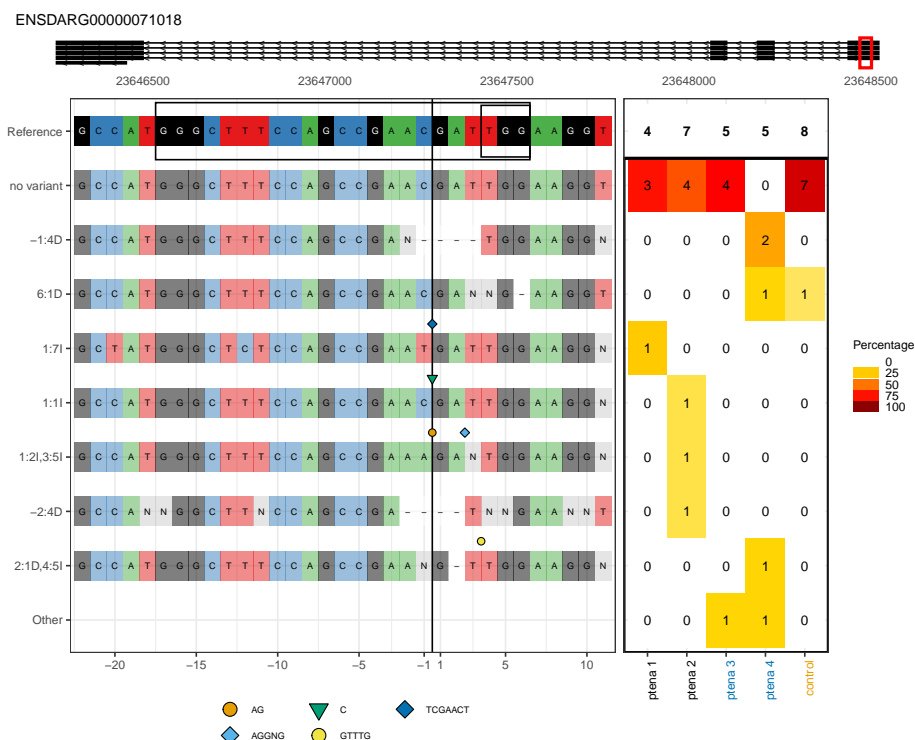 ENSDARG00000071018
23646500 23647000 23647500 23648000 23648500
Reference G C C A T G G G C T T T C C A G C C G A A C G A T T G G A A G G T 4 7 5 5 8
no variant G C C A T G G G C T T T C C A G C C G A A C G A T T G G A A G G T 3 4 4 0 7
−1:4D G C C A T G G G C T T T C C A G C C G A N - - - - T G G A A G G N 0 0 0 2 0
6:1D G C C A T G G G C T T T C C A G C C G A A C G A N N G - A A G G T 0 0 0 1 1
1:7I G C T A T G G G C T C T C C A G C C G A A T G A T T G G A A G G N 1 0 0 0 0
1:1I G C C A T G G G C T T T C C A G C C G A A C G A T T G G A A G G N 0 1 0 0 0
1:2I,3:5I G C C A T G G G C T T T C C A G C C G A A A G A N T G G A A G G N 0 1 0 0 0
−2:4D G C C A N N G G C T T N C C A G C C G A - - - - T N N G A A N N T 0 1 0 0 0
2:1D,4:5I G C C A T G G G C T T T C C A G C C G A A N G - T T G G A A G G N 0 0 0 1 0
Other 0 0 1 1 0
−20 −15 −10 −5 −1 1 5 10
ptena 1 ptena 2 ptena 3 ptena 4 control
Percentage
0
25
50
75
100
AG C TCGAACT
AGGNG GTTTG